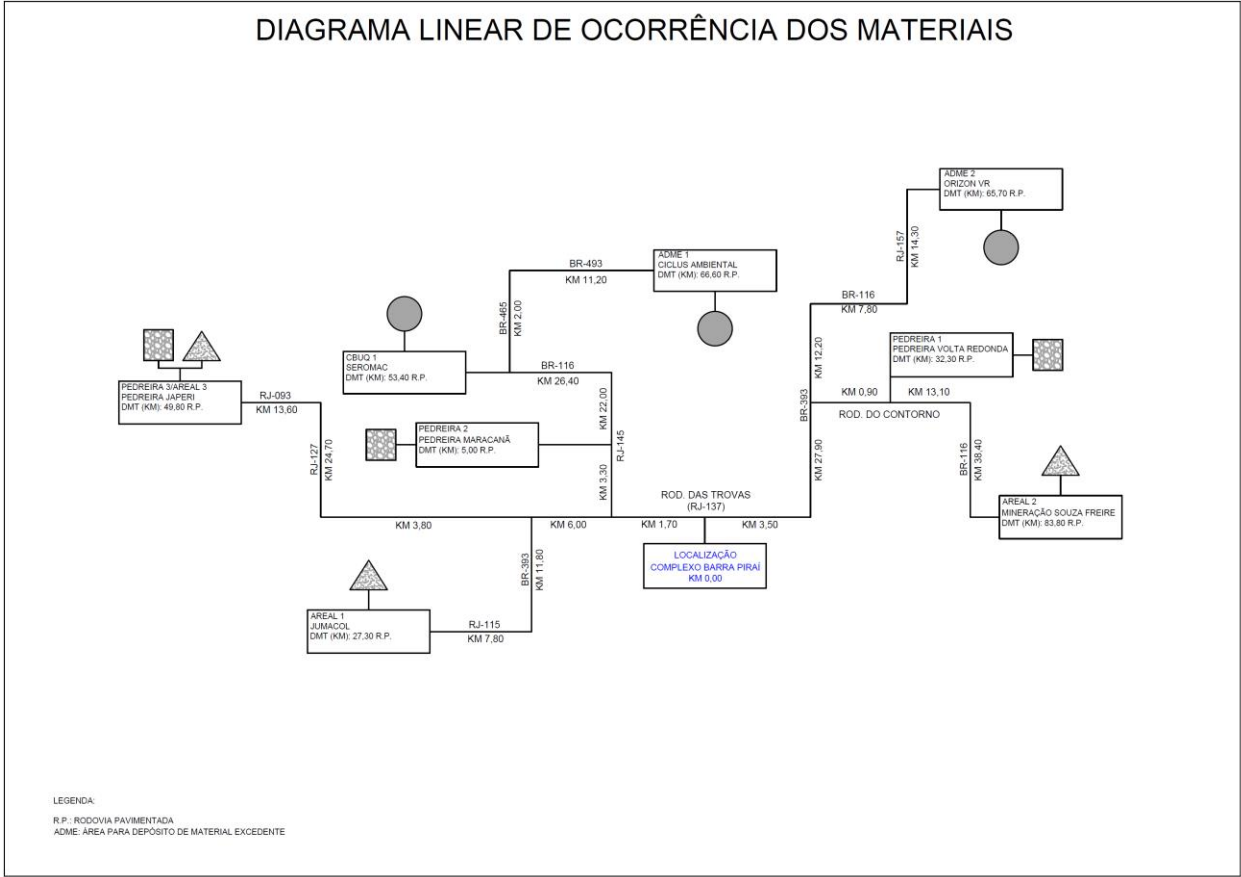 DIAGRAMA LINEAR DE OCORRÊNCIA DOS MATERIAIS
ADME 2
ORIZON VR
DMT (KM): 65,70 R.P.
RJ-157
KM 14,30
ADME 1
CICLUS AMBIENTAL
DMT (KM): 66,60 R.P.
BR-493
KM 11,20
BR-465
KM 2,00
BR-116
KM 7,80
PEDREIRA 1
PEDREIRA VOLTA REDONDA
DMT (KM): 32,30 R.P.
KM 12,20
CBUQ 1
SEROMAC
DMT (KM): 53,40 R.P.
BR-116
KM 26,40
PEDREIRA 3/AREAL 3
PEDREIRA JAPERI
DMT (KM): 49,80 R.P.
RJ-093
KM 13,60
KM 22,00
KM 0,90
KM 13,10
ROD. DO CONTORNO
BR-393
PEDREIRA 2
PEDREIRA MARACANÃ
DMT (KM): 5,00 R.P.
RJ-145
RJ-127
KM 24,70
KM 3,30
KM 27,90
BR-116
KM 38,40
AREAL 2
MINERAÇÃO SOUZA FREIRE
DMT (KM): 83,80 R.P.
ROD. DAS TROVAS
(RJ-137)
KM 3,80
KM 6,00
KM 1,70
KM 3,50
LOCALIZAÇÃO
COMPLEXO BARRA PIRAÍ
KM 0,00
BR-393
KM 11,80
AREAL 1
JUMACOL
DMT (KM): 27,30 R.P.
RJ-115
KM 7,80
LEGENDA:
R.P.: RODOVIA PAVIMENTADA
ADME: ÁREA PARA DEPÓSITO DE MATERIAL EXCEDENTE